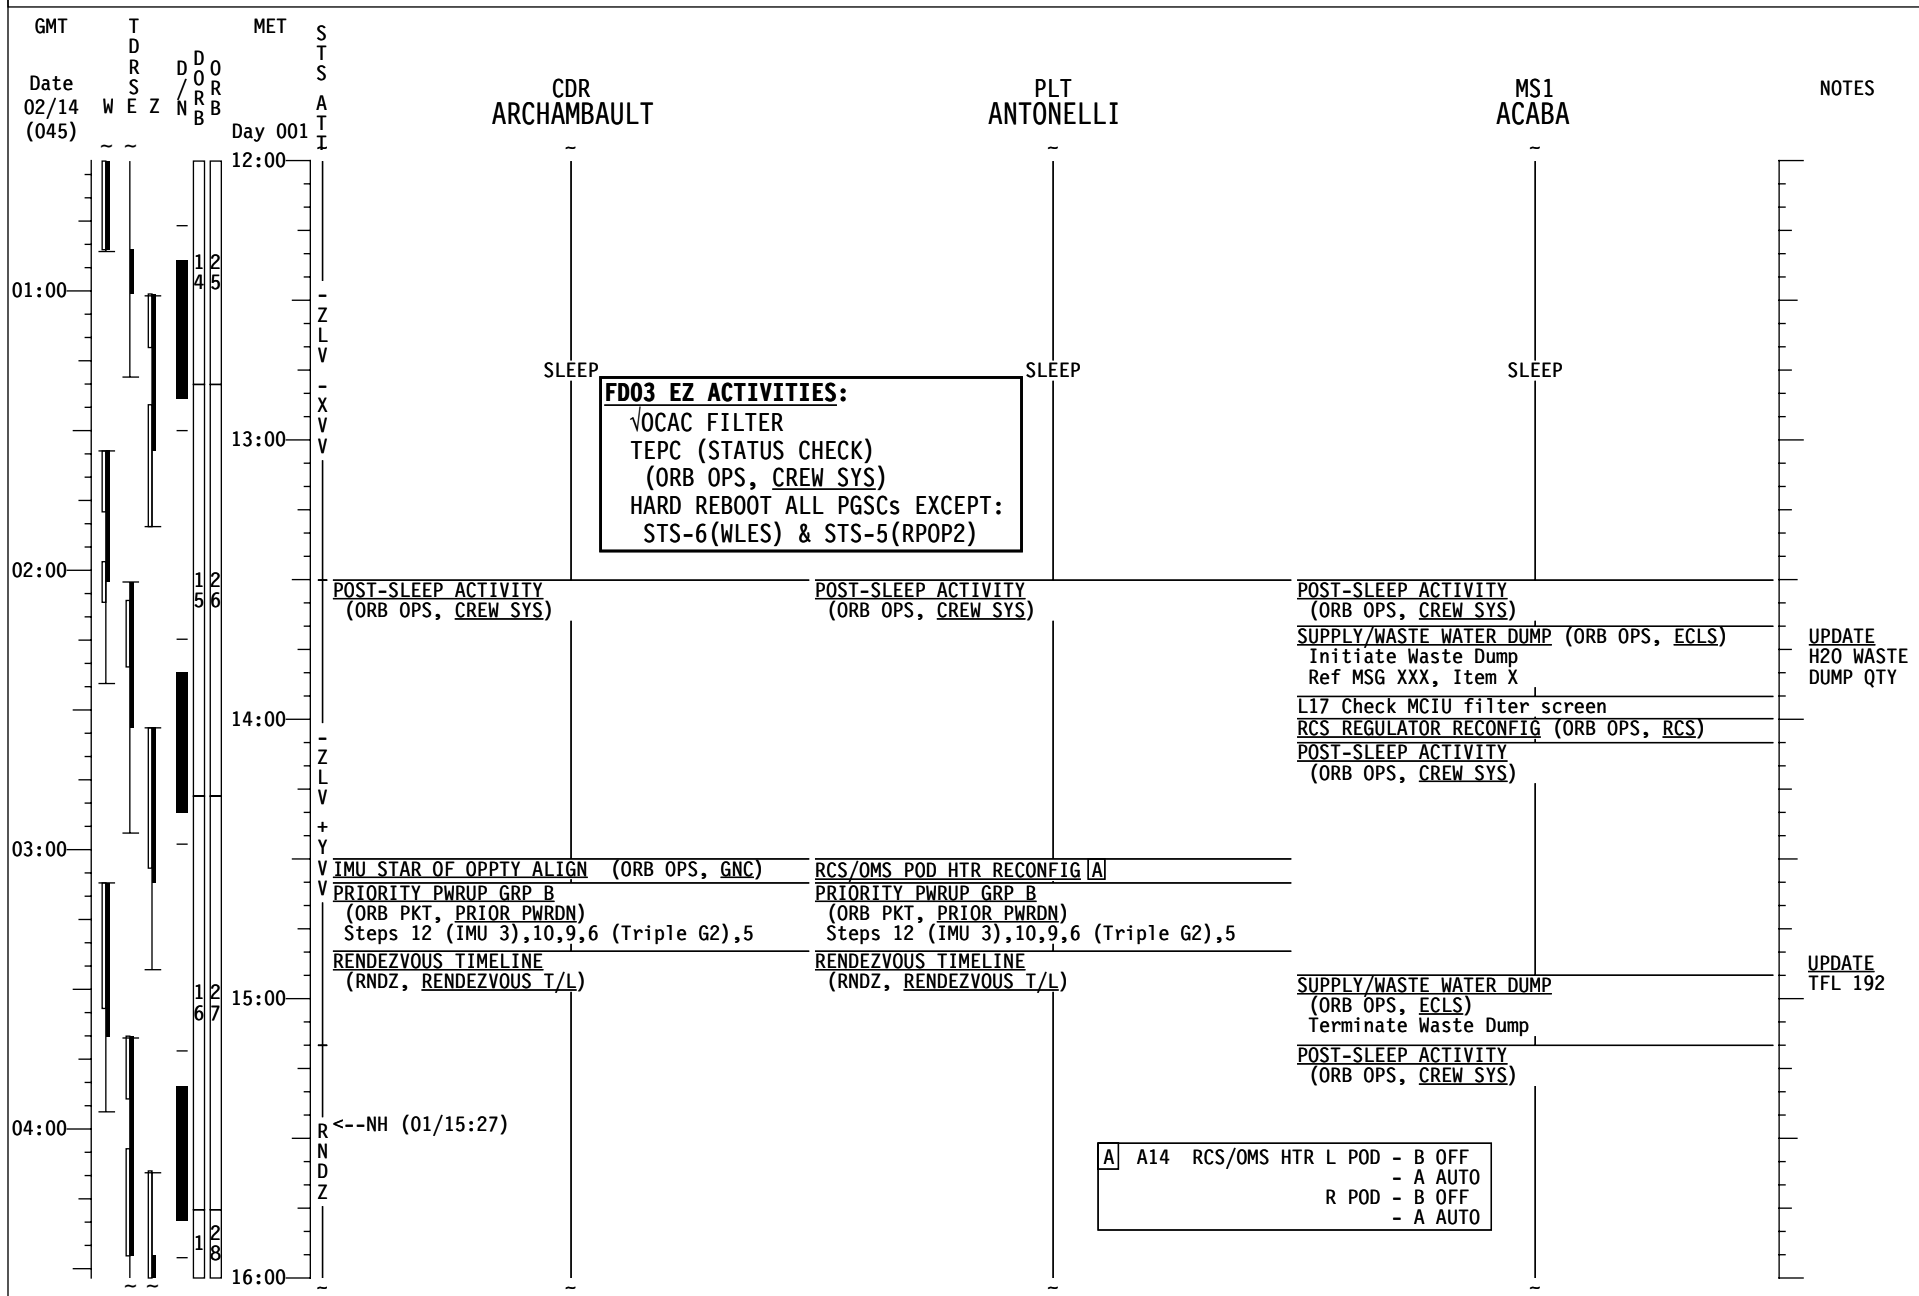 GMT
TDRS
MET
STS ATTI
Date
02/14
(045)
W E Z
D/N
DORB
ORB
Day 001
CDR
ARCHAMBAULT
PLT
ANTONELLI
MS1
ACABA
NOTES
~ ~ ~ ~ ~
12:00
14 25
01:00
-ZLV
SLEEP SLEEP SLEEP
-XVV
FD03 EZ ACTIVITIES:
√OCAC FILTER
TEPC (STATUS CHECK)
(ORB OPS, CREW SYS)
HARD REBOOT ALL PGSCs EXCEPT:
STS-6(WLES) & STS-5(RPOP2)
13:00
02:00
15 26
POST-SLEEP ACTIVITY
(ORB OPS, CREW SYS)
POST-SLEEP ACTIVITY
(ORB OPS, CREW SYS)
POST-SLEEP ACTIVITY
(ORB OPS, CREW SYS)
SUPPLY/WASTE WATER DUMP (ORB OPS, ECLS)
Initiate Waste Dump
Ref MSG XXX, Item X
UPDATE
H2O WASTE
DUMP QTY
L17 Check MCIU filter screen
14:00
RCS REGULATOR RECONFIG (ORB OPS, RCS)
POST-SLEEP ACTIVITY
(ORB OPS, CREW SYS)
-ZLV
+YVV
03:00
IMU STAR OF OPPTY ALIGN (ORB OPS, GNC)
PRIORITY PWRUP GRP B
(ORB PKT, PRIOR PWRDN)
Steps 12 (IMU 3),10,9,6 (Triple G2),5
RENDEZVOUS TIMELINE
(RNDZ, RENDEZVOUS T/L)
RCS/OMS POD HTR RECONFIG A
PRIORITY PWRUP GRP B
(ORB PKT, PRIOR PWRDN)
Steps 12 (IMU 3),10,9,6 (Triple G2),5
RENDEZVOUS TIMELINE
(RNDZ, RENDEZVOUS T/L)
UPDATE
TFL 192
16 27
15:00
SUPPLY/WASTE WATER DUMP
(ORB OPS, ECLS)
Terminate Waste Dump
POST-SLEEP ACTIVITY
(ORB OPS, CREW SYS)
04:00
<--NH (01/15:27)
RNDZ
A A14 RCS/OMS HTR L POD - B OFF
- A AUTO
R POD - B OFF
- A AUTO
1 28
16:00
~ ~ ~ ~ ~ ~